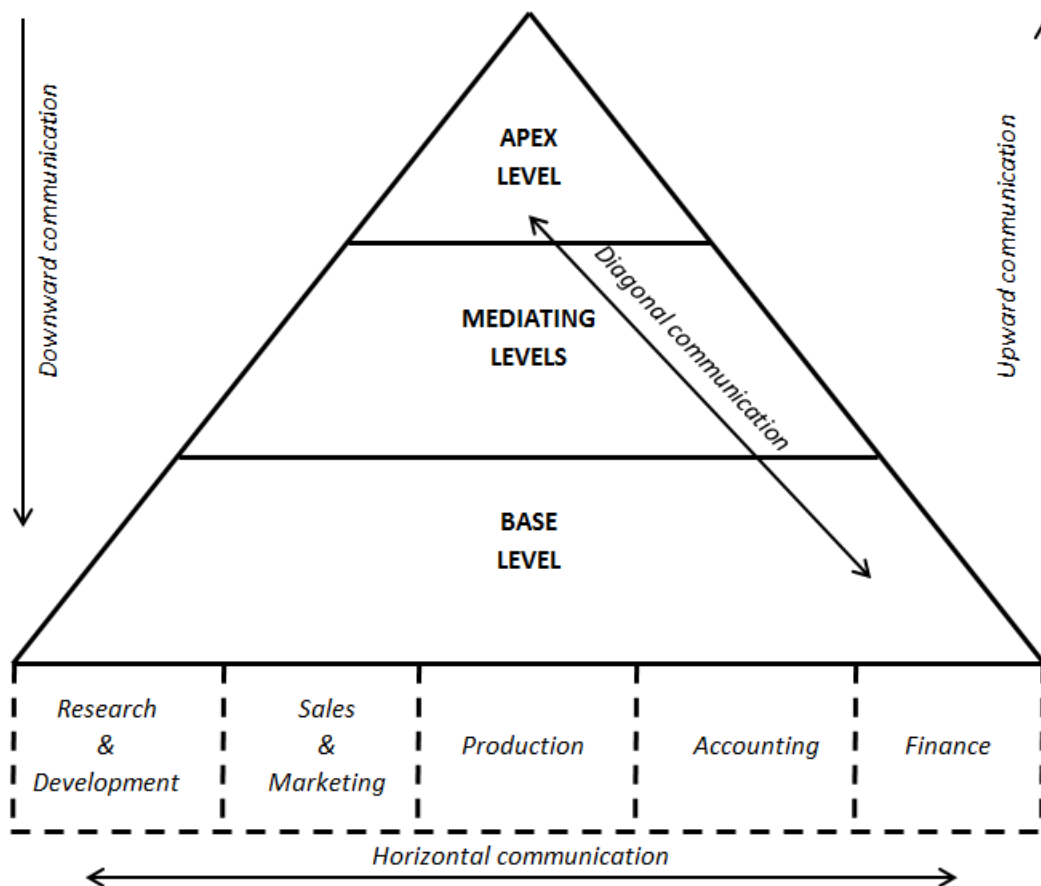 Downward communication
Upward communication
APEX
LEVEL
Diagonal communication
MEDIATING
LEVELS
BASE
LEVEL
Research
&
Development
Sales
&
Marketing
Production
Accounting
Finance
Horizontal communication